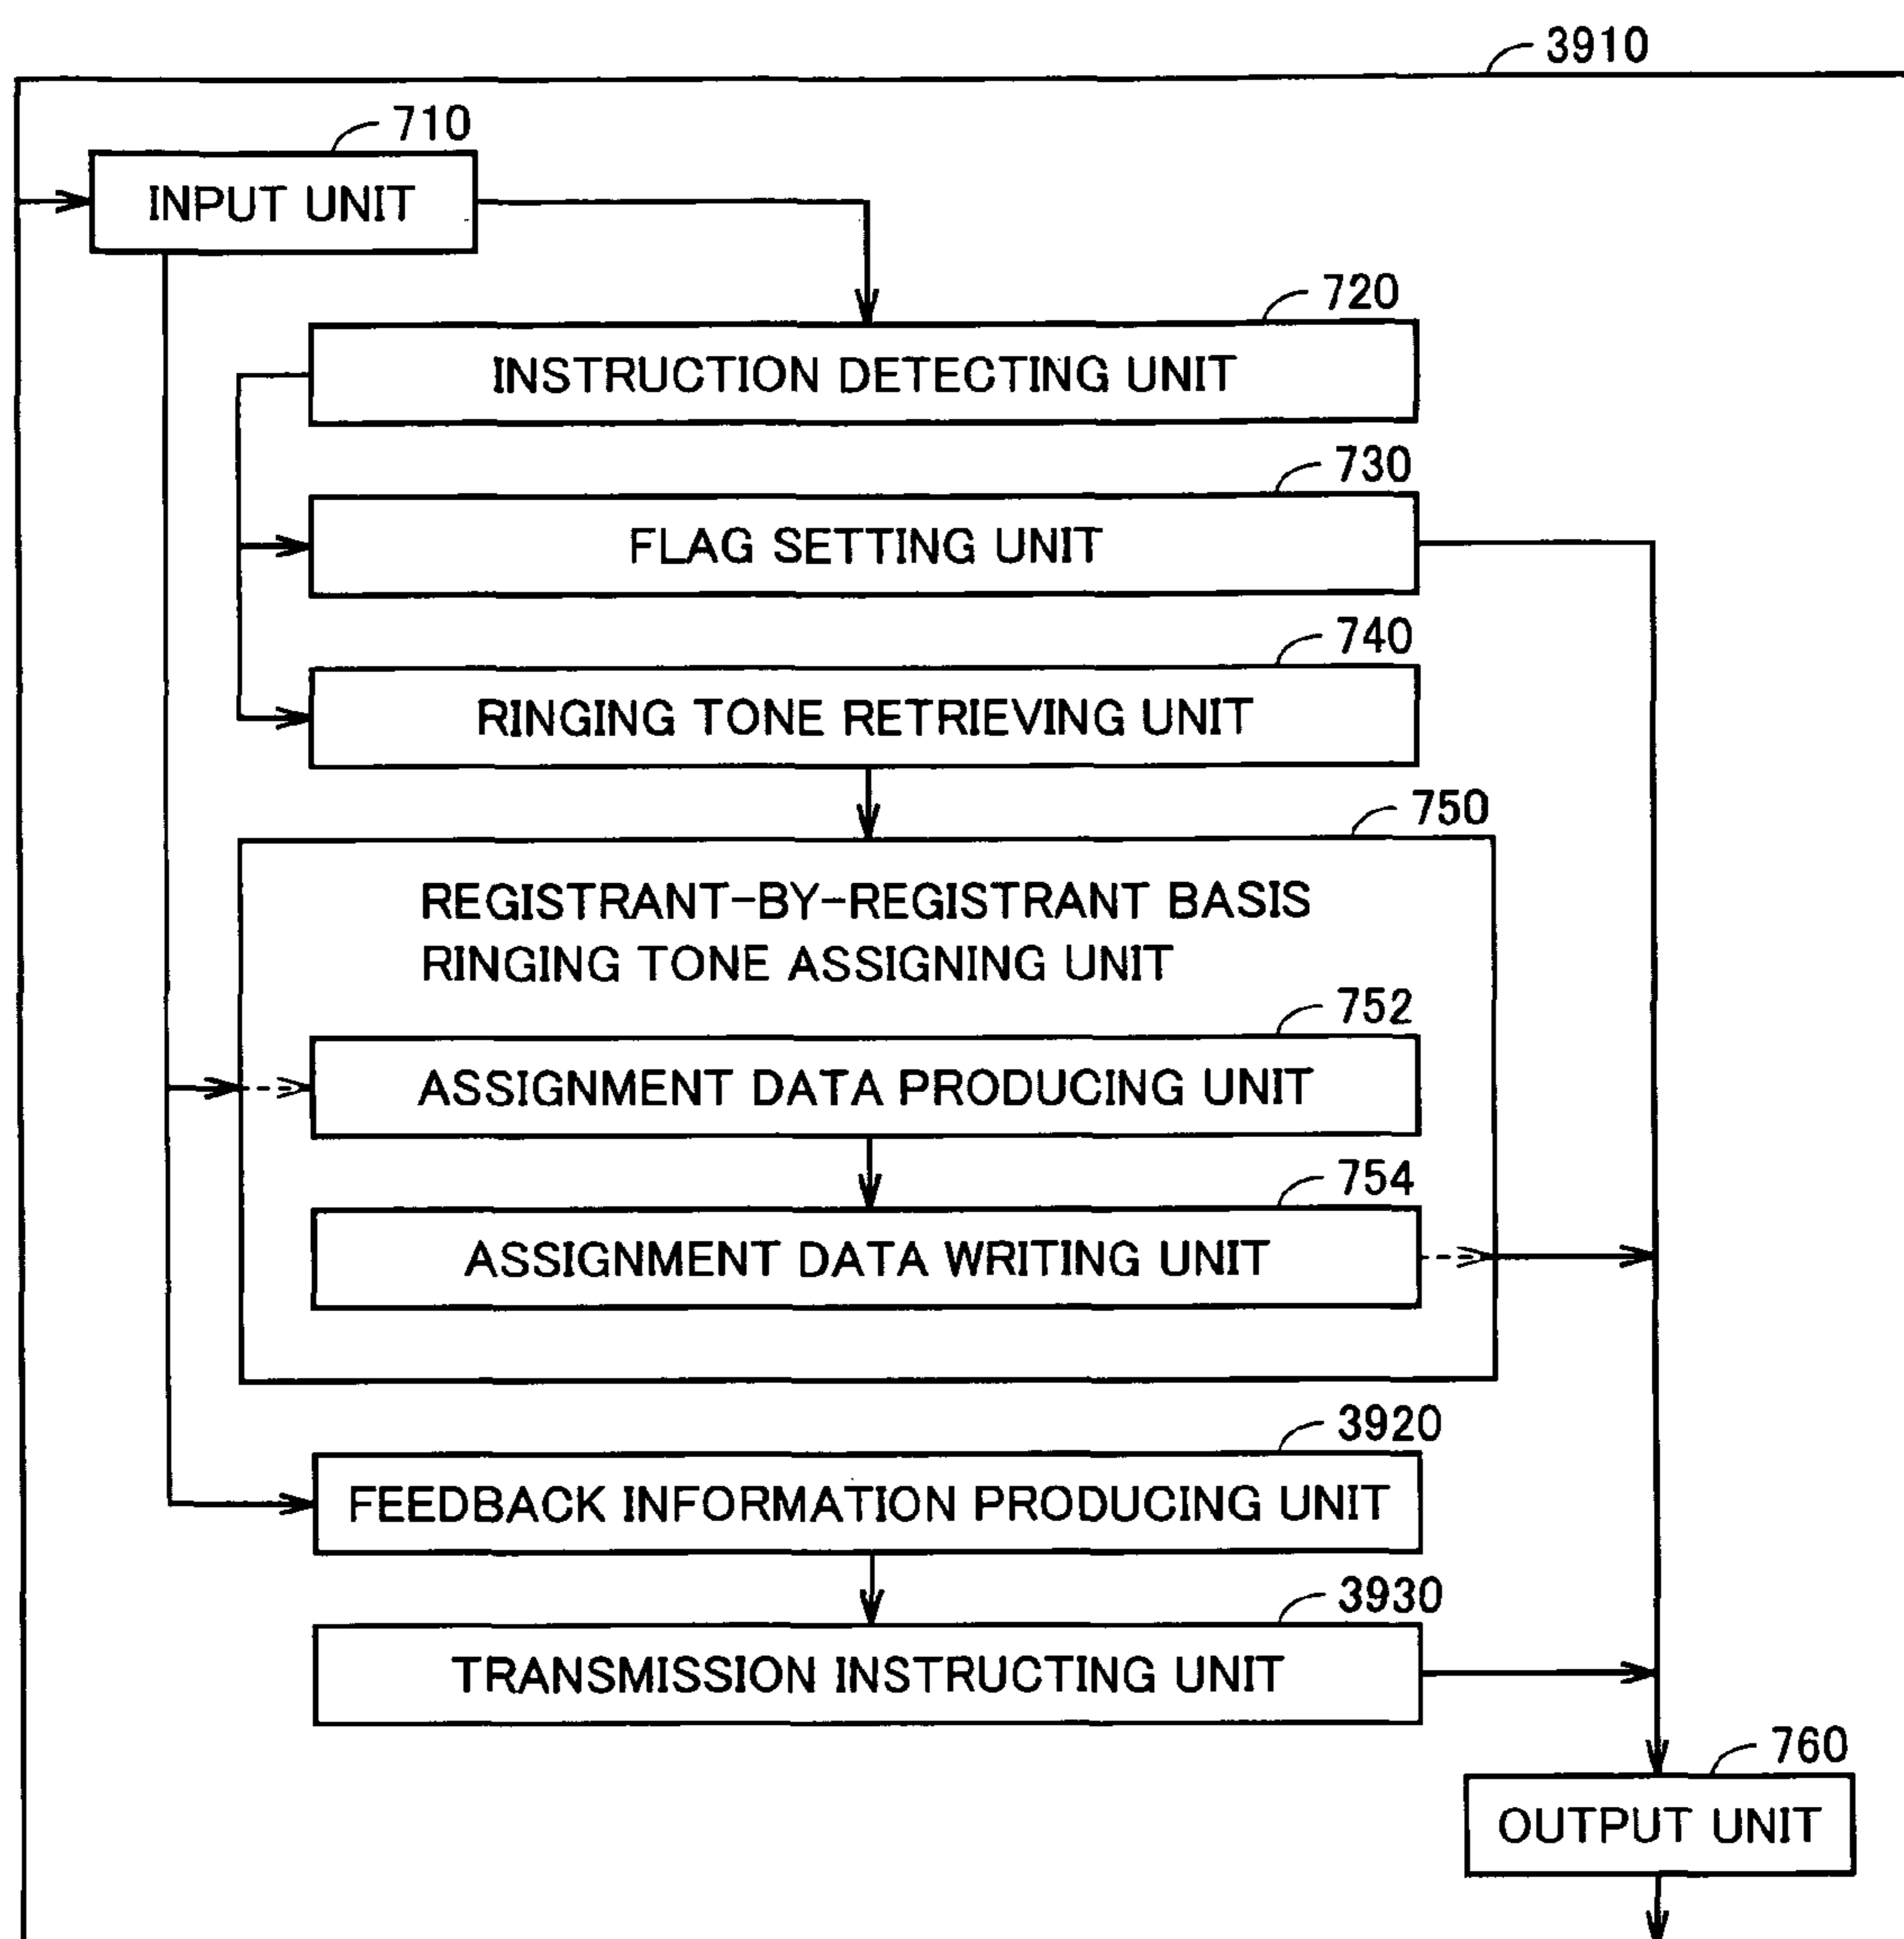 3910
710
INPUT UNIT
720
INSTRUCTION DETECTING UNIT
730
FLAG SETTING UNIT
740
RINGING TONE RETRIEVING UNIT
750
REGISTRANT-BY-REGISTRANT BASIS
RINGING TONE ASSIGNING UNIT
752
ASSIGNMENT DATA PRODUCING UNIT
754
ASSIGNMENT DATA WRITING UNIT
3920
FEEDBACK INFORMATION PRODUCING UNIT
3930
TRANSMISSION INSTRUCTING UNIT
760
OUTPUT UNIT